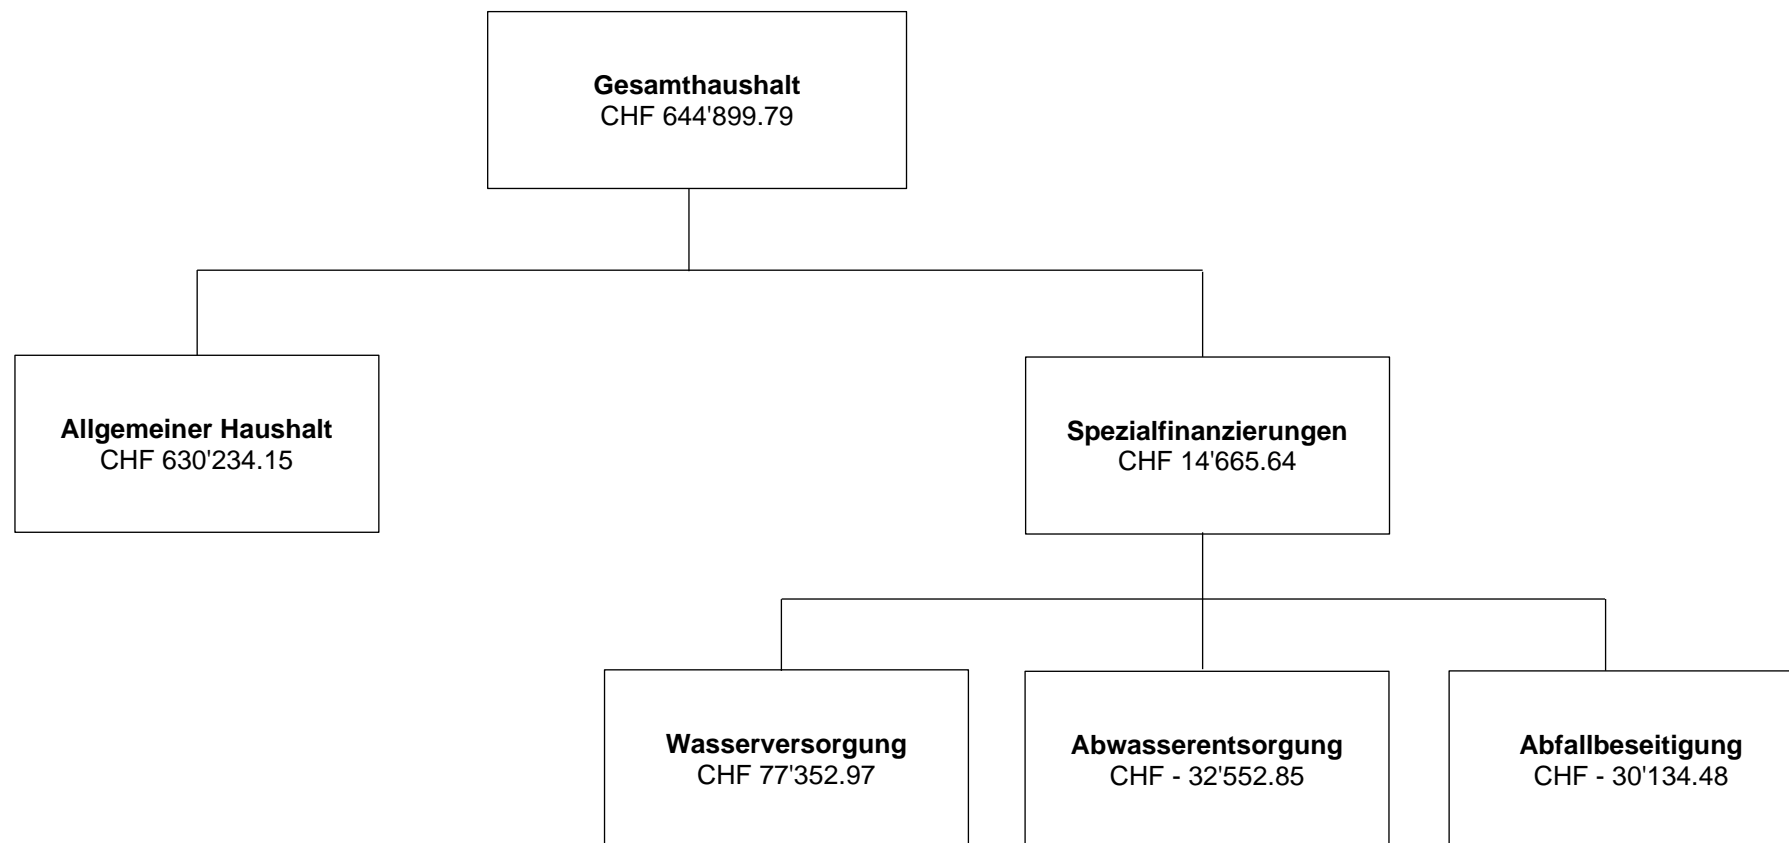 Gesamthaushalt
CHF 644'899.79
Allgemeiner Haushalt
CHF 630'234.15
Spezialfinanzierungen
CHF 14'665.64
Wasserversorgung
CHF 77'352.97
Abwasserentsorgung
CHF - 32'552.85
Abfallbeseitigung
CHF - 30'134.48